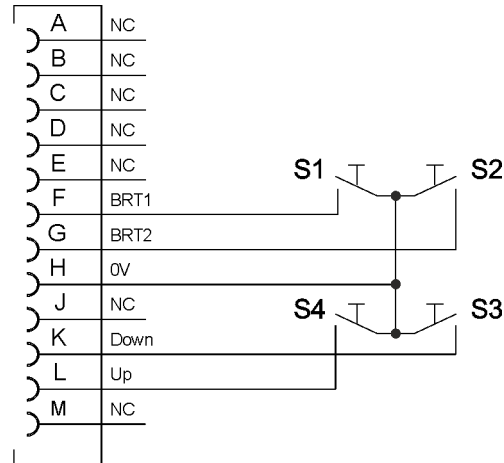 A NC
B NC
C NC
D NC
E NC
S1 S2
F BRT1
G BRT2
H 0V
S4 S3
J NC
K Down
L Up
M NC